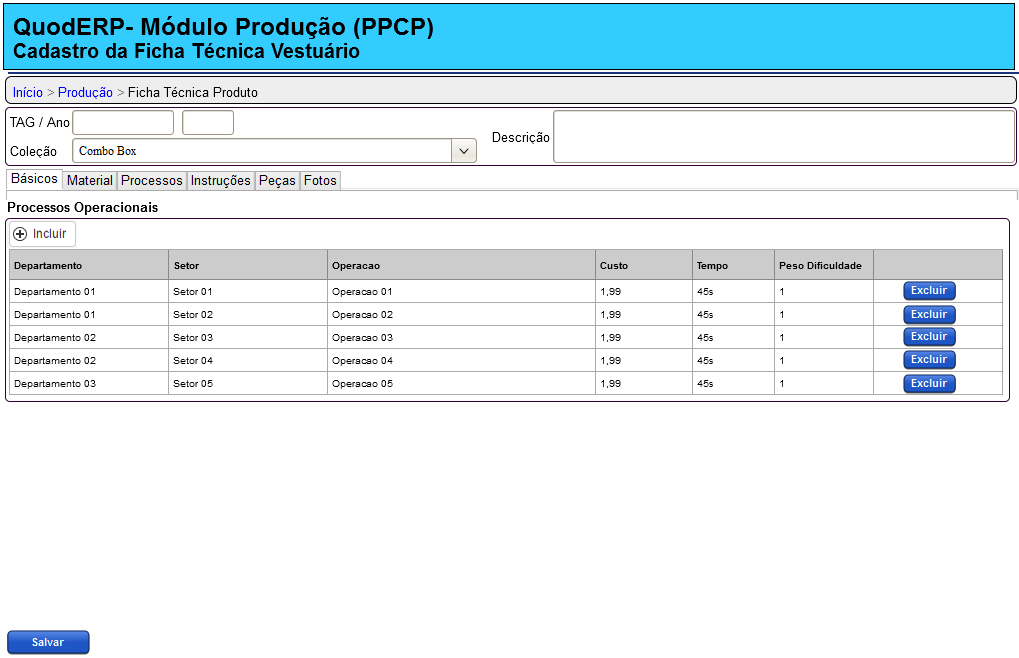 QuodERP- Módulo Produção (PPCP)
Cadastro da Ficha Técnica Vestuário
Início > Produção > Ficha Técnica Produto
TAG / Ano
Descrição
Coleção Combo Box
Básicos Material Processos Instruções Peças Fotos
Processos Operacionais
Incluir
Departamento Setor Operacao Custo Tempo Peso Dificuldade
Departamento 01 Setor 01 Operacao 01 1,99 45s 1 Excluir
Departamento 01 Setor 02 Operacao 02 1,99 45s 1 Excluir
Departamento 02 Setor 03 Operacao 03 1,99 45s 1 Excluir
Departamento 02 Setor 04 Operacao 04 1,99 45s 1 Excluir
Departamento 03 Setor 05 Operacao 05 1,99 45s 1 Excluir
Salvar